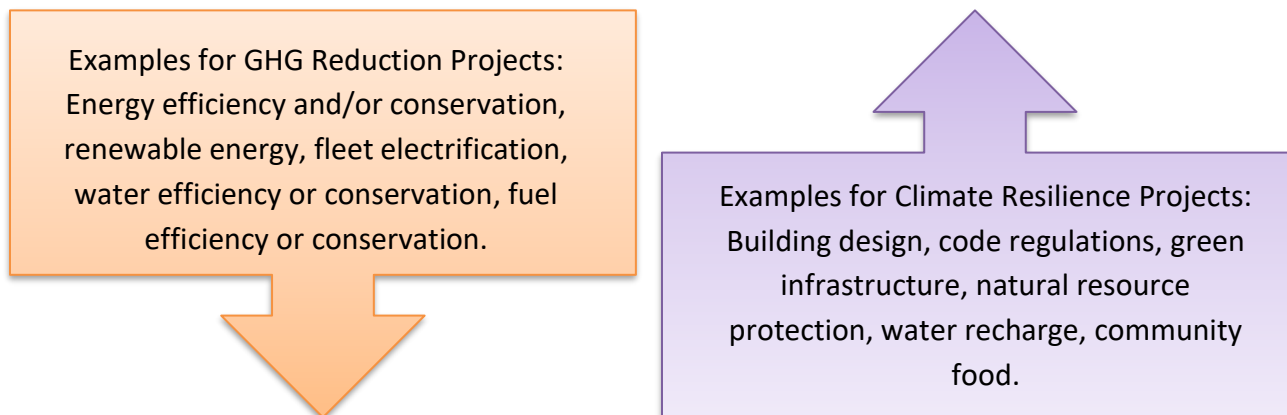 Examples for GHG Reduction Projects:
Energy efficiency and/or conservation,
renewable energy, fleet electrification,
water efficiency or conservation, fuel
efficiency or conservation.
Examples for Climate Resilience Projects:
Building design, code regulations, green
infrastructure, natural resource
protection, water recharge, community
food.